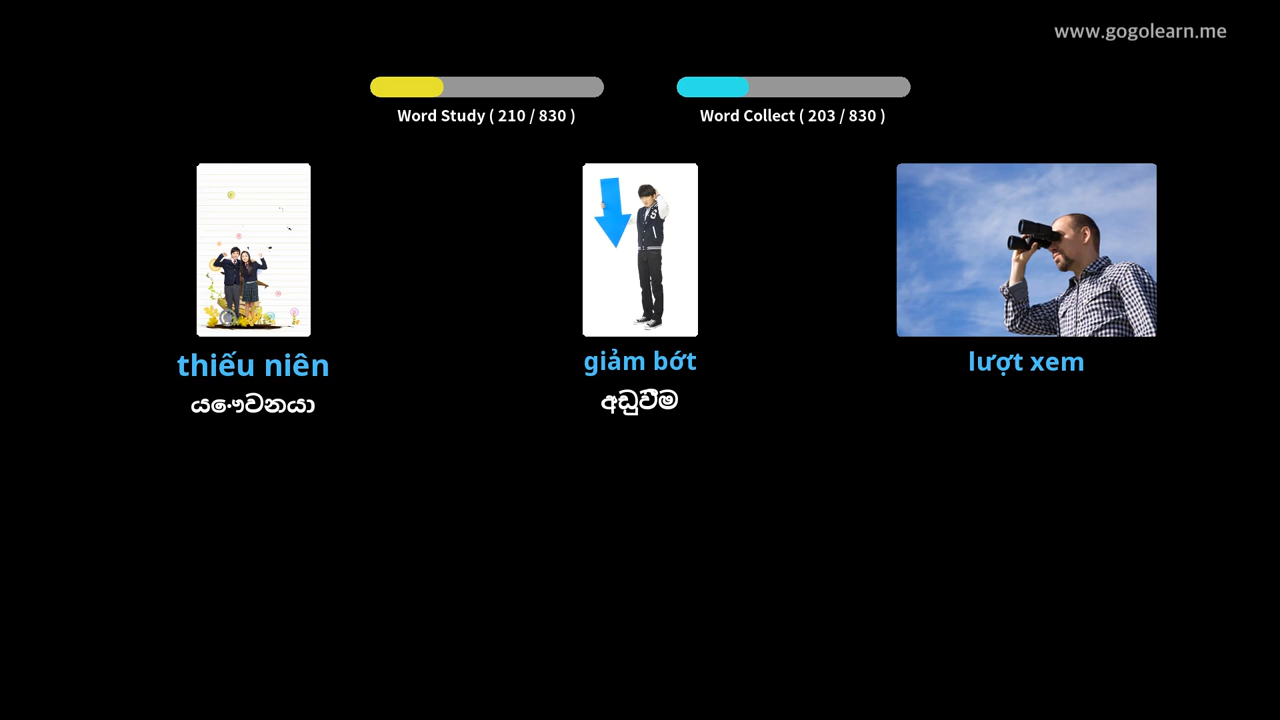 www.gogolearn.me
Word Study ( 210 / 830 )
Word Collect ( 203 / 830 )
thiếu niên
giảm bớt
lượt xem
යෞවනයා
අඩුවීම